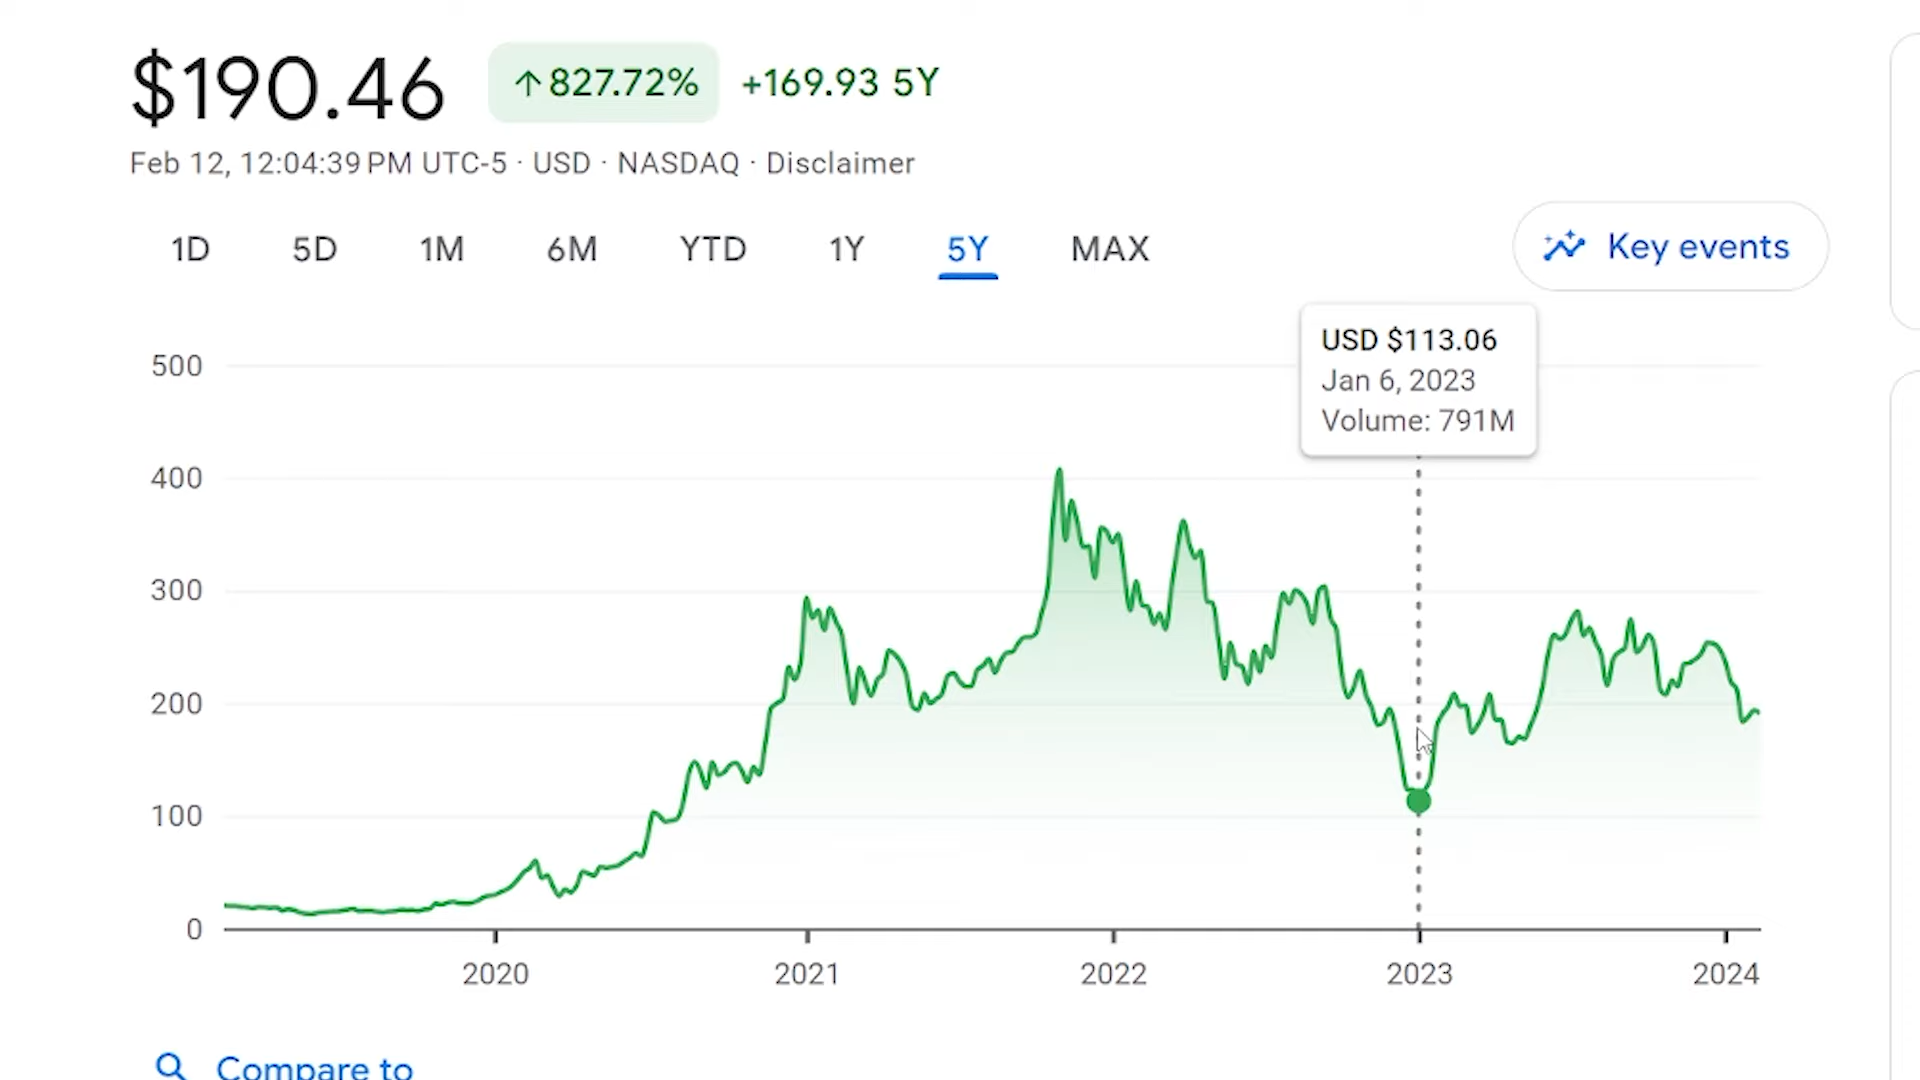 $190.46 ↑827.72% +169.93 5Y
Feb 12, 12:04:39 PM UTC-5 · USD · NASDAQ · Disclaimer
1D 5D 1M 6M YTD 1Y 5Y MAX
Key events
USD $113.06
Jan 6, 2023
Volume: 791M
500
400
300
200
100
0
2020 2021 2022 2023 2024
Compare to